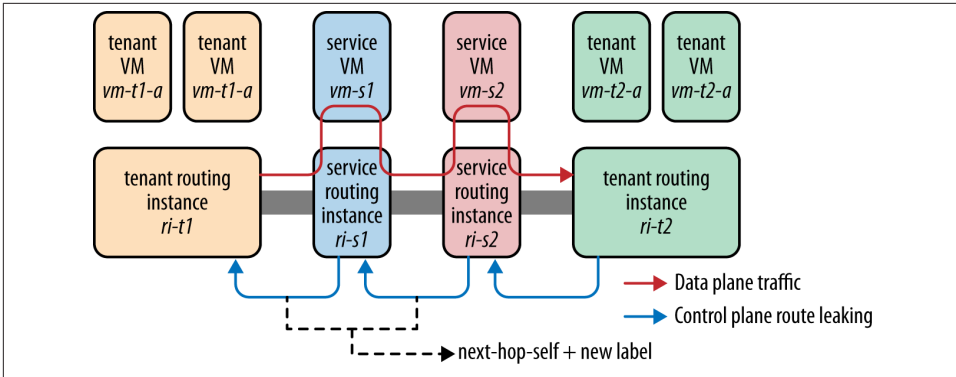 tenant
VM
vm-t1-a
tenant
VM
vm-t1-a
service
VM
vm-s1
service
VM
vm-s2
tenant
VM
vm-t2-a
tenant
VM
vm-t2-a
tenant routing
instance
ri-t1
service
routing
instance
ri-s1
service
routing
instance
ri-s2
tenant routing
instance
ri-t2
Data plane traffic
Control plane route leaking
next-hop-self + new label